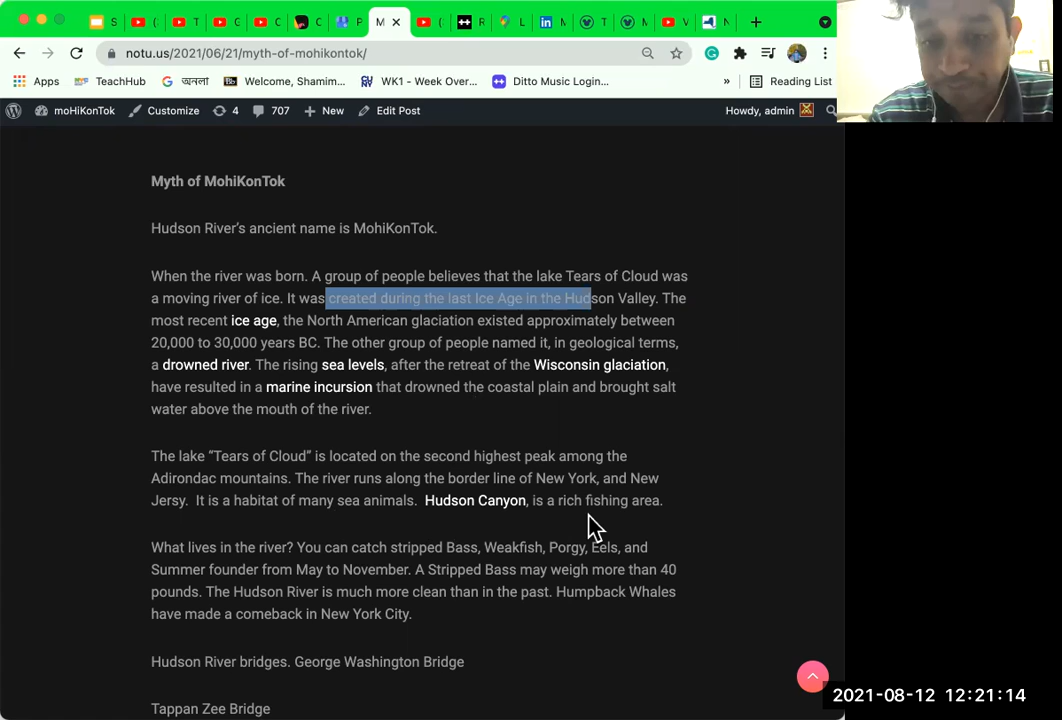 S
(
T
C
C
C
P
M
(
R
L
M
T
M
V
N
notu.us/2021/06/21/myth-of-mohikontok/
Apps
TeachHub
অনলা
Welcome, Shamim...
WK1 - Week Over...
Ditto Music Login...
»
Reading List
moHiKonTok
Customize
4
707
New
Edit Post
Howdy, admin
Myth of MohiKonTok
Hudson River's ancient name is MohiKonTok.
When the river was born. A group of people believes that the lake Tears of Cloud was
a moving river of ice. It was created during the last Ice Age in the Hudson Valley. The
most recent ice age, the North American glaciation existed approximately between
20,000 to 30,000 years BC. The other group of people named it, in geological terms,
a drowned river. The rising sea levels, after the retreat of the Wisconsin glaciation,
have resulted in a marine incursion that drowned the coastal plain and brought salt
water above the mouth of the river.
The lake “Tears of Cloud” is located on the second highest peak among the
Adirondac mountains. The river runs along the border line of New York, and New
Jersy. It is a habitat of many sea animals. Hudson Canyon, is a rich fishing area.
What lives in the river? You can catch stripped Bass, Weakfish, Porgy, Eels, and
Summer founder from May to November. A Stripped Bass may weigh more than 40
pounds. The Hudson River is much more clean than in the past. Humpback Whales
have made a comeback in New York City.
Hudson River bridges. George Washington Bridge
Tappan Zee Bridge
2021-08-12 12:21:14